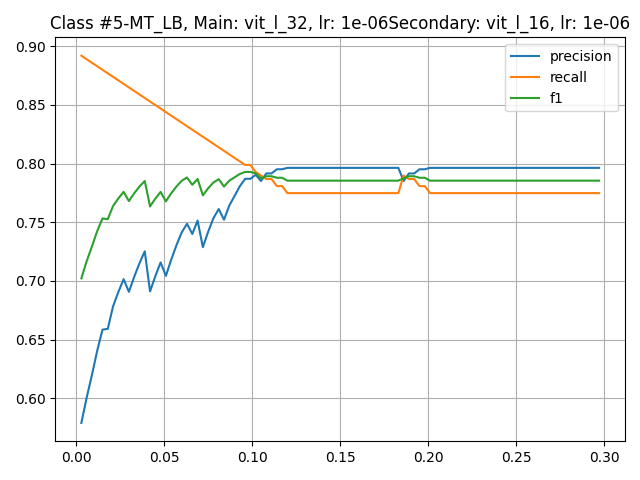 Class #5-MT_LB, Main: vit_l_32, lr: 1e-06Secondary: vit_l_16, lr: 1e-06
precision
recall
f1
0.90
0.85
0.80
0.75
0.70
0.65
0.60
0.00 0.05 0.10 0.15 0.20 0.25 0.30